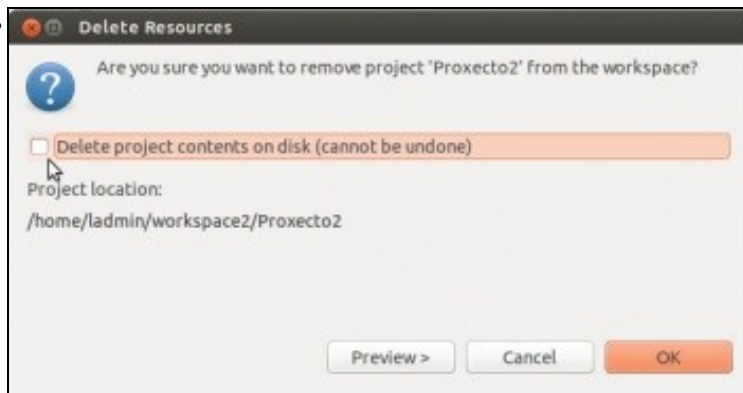 Delete Resources
Are you sure you want to remove project 'Proxecto2' from the workspace?
Delete project contents on disk (cannot be undone)
Project location:
/home/ladmin/workspace2/Proxecto2
Preview > Cancel OK